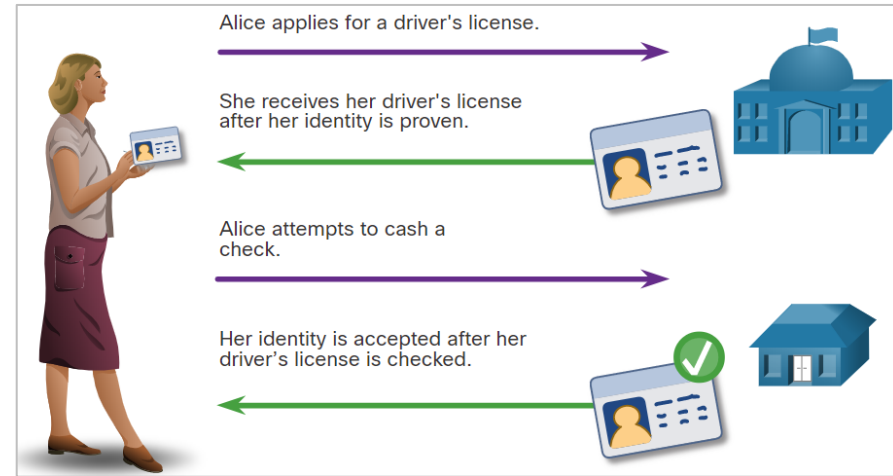 Alice applies for a driver's license.
She receives her driver's license
after her identity is proven.
Alice attempts to cash a
check.
Her identity is accepted after her
driver’s license is checked.